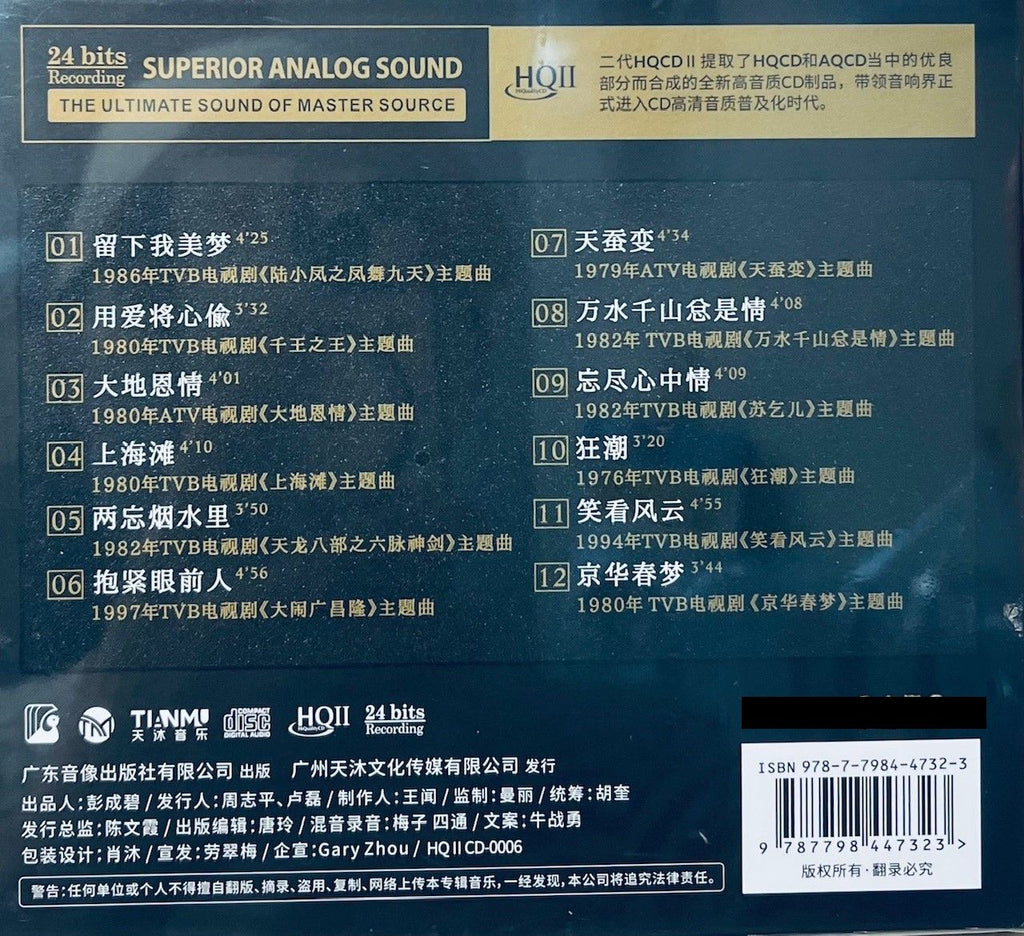 24 bits
Recording
SUPERIOR ANALOG SOUND
THE ULTIMATE SOUND OF MASTER SOURCE
HQII
HiQualityCD
二代HQCDⅡ提取了HQCD和AQCD当中的优良
部分而合成的全新高音质CD制品，带领音响界正
式进入CD高清音质普及化时代。
01 留下我美梦 4'25
1986年TVB电视剧《陆小凤之凤舞九天》主题曲
02 用爱将心偷 3'32
1980年TVB电视剧《千王之王》主题曲
03 大地恩情 4'01
1980年ATV电视剧《大地恩情》主题曲
04 上海滩 4'10
1980年TVB电视剧《上海滩》主题曲
05 两忘烟水里 3'50
1982年TVB电视剧《天龙八部之六脉神剑》主题曲
06 抱紧眼前人 4'56
1997年TVB电视剧《大闹广昌隆》主题曲
07 天蚕变 4'34
1979年ATV电视剧《天蚕变》主题曲
08 万水千山总是情 4'08
1982年 TVB电视剧《万水千山总是情》主题曲
09 忘尽心中情 4'09
1982年TVB电视剧《苏乞儿》主题曲
10 狂潮 3'20
1976年TVB电视剧《狂潮》主题曲
11 笑看风云 4'55
1994年TVB电视剧《笑看风云》主题曲
12 京华春梦 3'44
1980年 TVB电视剧《京华春梦》主题曲
TM
TIANMU
天沐音乐
COMPACT
disc
DIGITAL AUDIO
HQII
HiQualityCD
24 bits
Recording
广东音像出版社有限公司 出版 广州天沐文化传媒有限公司 发行
出品人:彭成碧 / 发行人:周志平、卢磊 / 制作人:王闻 / 监制:曼丽 / 统筹:胡奎
发行总监:陈文霞 / 出版编辑:唐玲 / 混音录音:梅子 四通 / 文案:牛战勇
包装设计:肖沐 / 宣发:劳翠梅 / 企宣:Gary Zhou / HQⅡCD-0006
警告:任何单位或个人不得擅自翻版、摘录、盗用、复制、网络上传本专辑音乐,一经发现,本公司将追究法律责任。
ISBN 978-7-7984-4732-3
9 787798 447323 >
版权所有·翻录必究